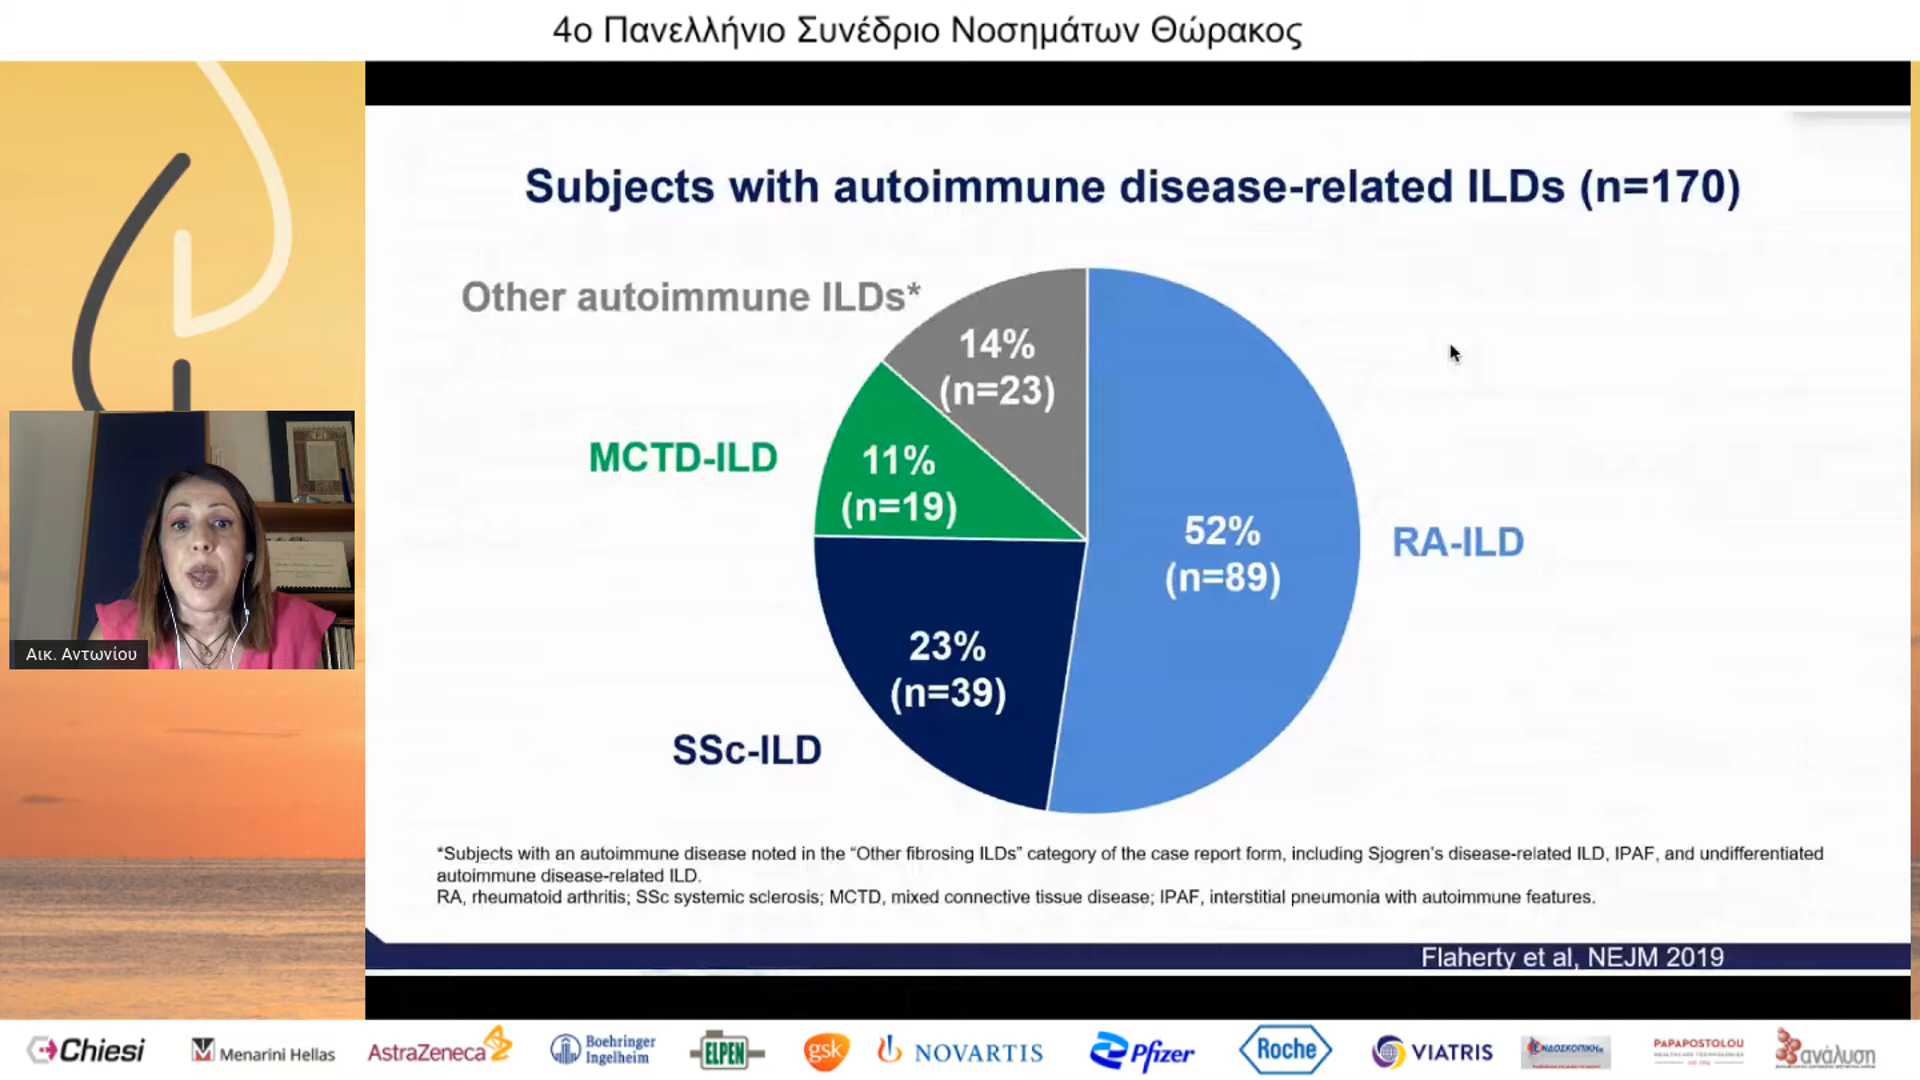 4ο Πανελλήνιο Συνέδριο Νοσημάτων Θώρακος
Subjects with autoimmune disease-related ILDs (n=170)
Other autoimmune ILDs*
14%
(n=23)
MCTD-ILD
11%
(n=19)
52%
(n=89)
RA-ILD
23%
(n=39)
SSc-ILD
Αικ. Αντωνίου
*Subjects with an autoimmune disease noted in the “Other fibrosing ILDs” category of the case report form, including Sjogren’s disease-related ILD, IPAF, and undifferentiated
autoimmune disease-related ILD.
RA, rheumatoid arthritis; SSc systemic sclerosis; MCTD, mixed connective tissue disease; IPAF, interstitial pneumonia with autoimmune features.
Flaherty et al, NEJM 2019
Chiesi
Menarini Hellas
AstraZeneca
Boehringer
Ingelheim
ELPEN
gsk
NOVARTIS
Pfizer
Roche
VIATRIS
ΕΝΔΟΣΚΟΠΙΚΗ
PAPAPOSTOLOU
ανάλυση